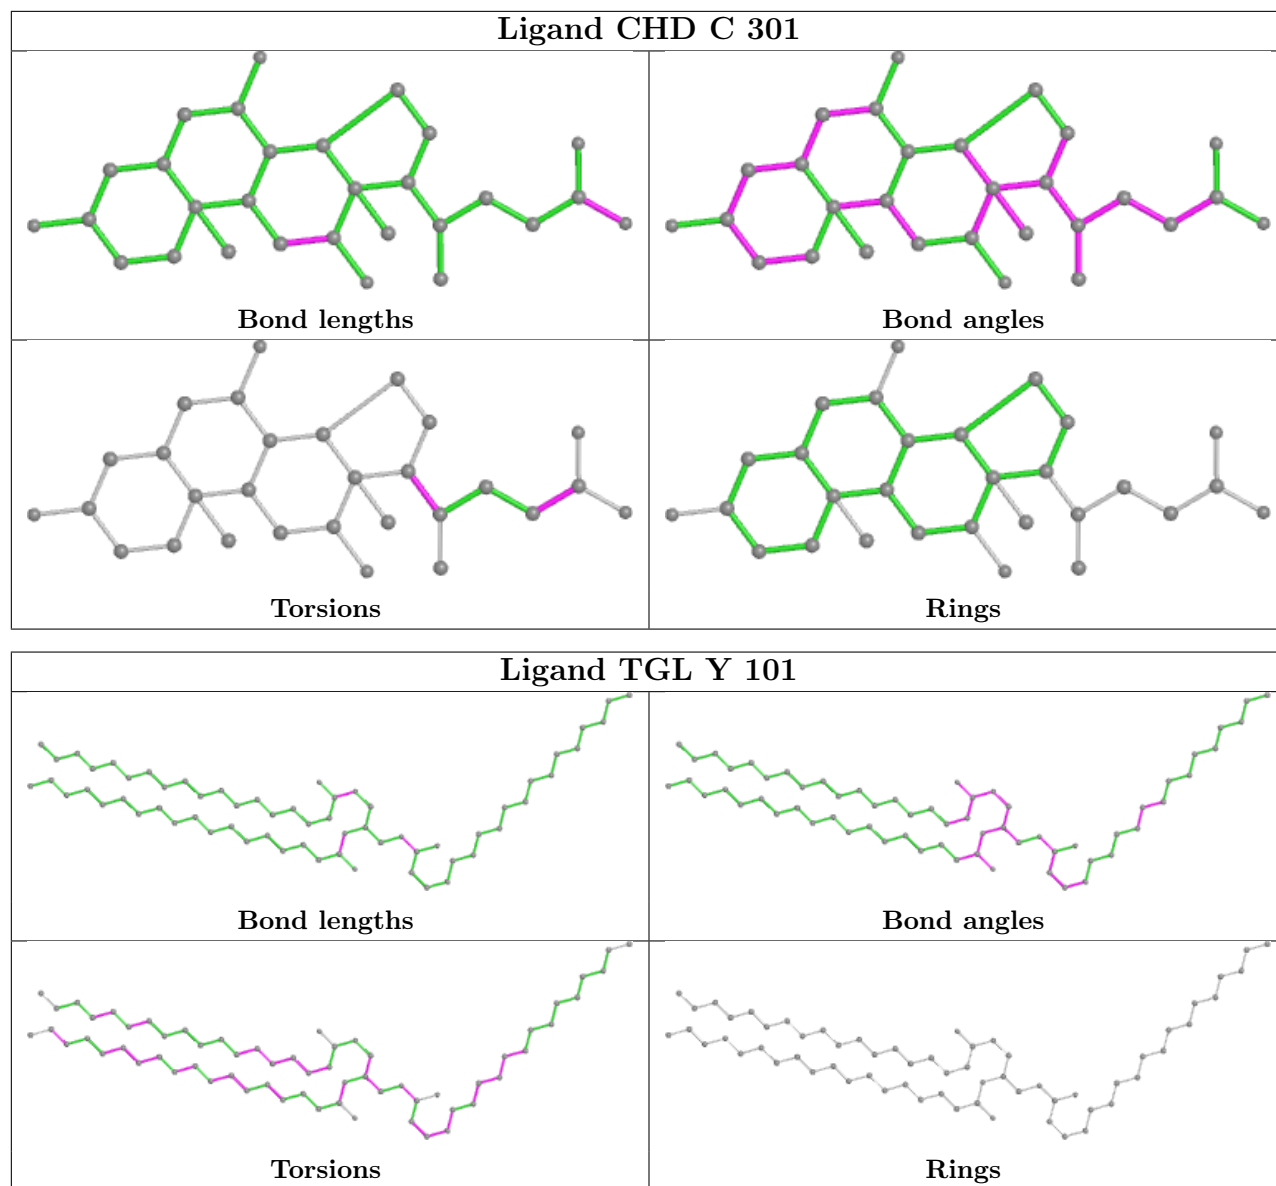 Ligand CHD C 301
Bond lengths
Bond angles
Torsions
Rings
Ligand TGL Y 101
Bond lengths
Bond angles
Torsions
Rings